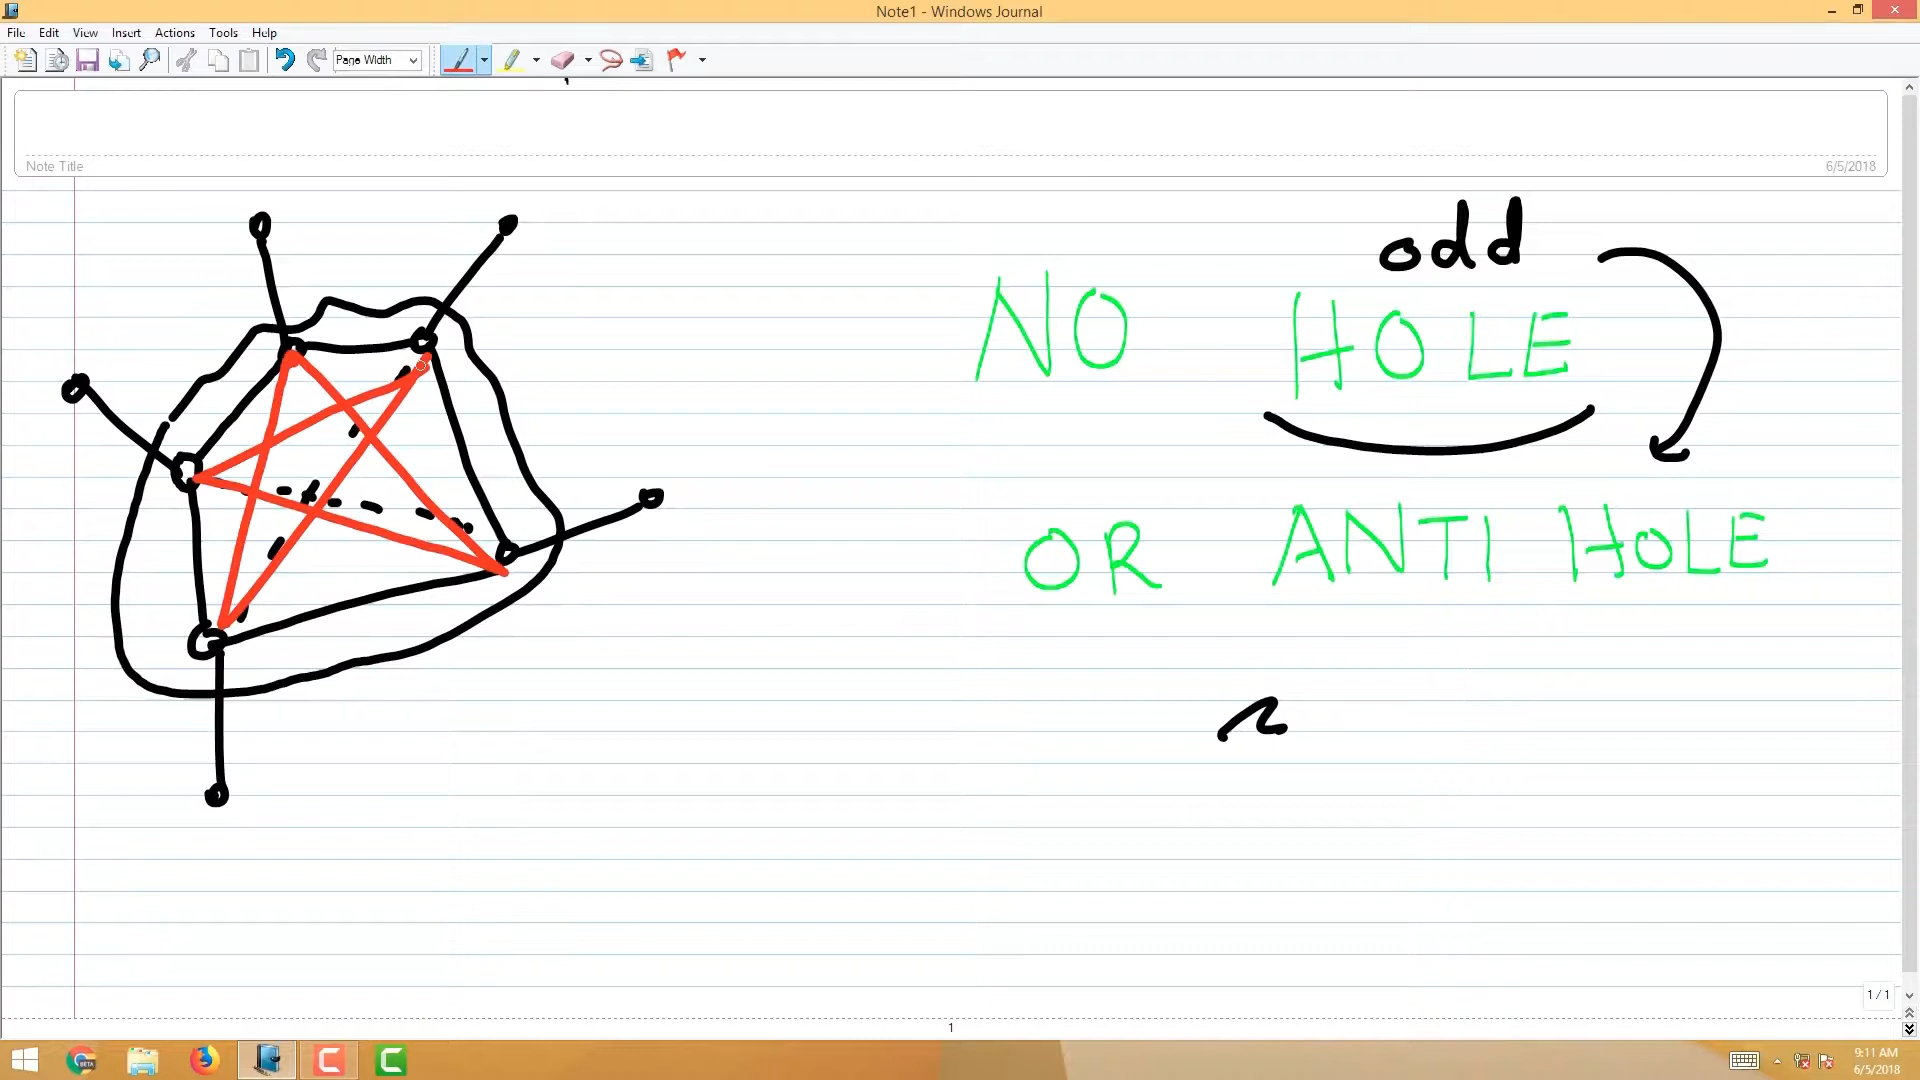 Note1 - Windows Journal
File Edit View Insert Actions Tools Help
Page Width
Note Title
6/5/2018
odd
NO HOLE
OR ANTI HOLE
1 / 1
1
BETA
9:11 AM
6/5/2018